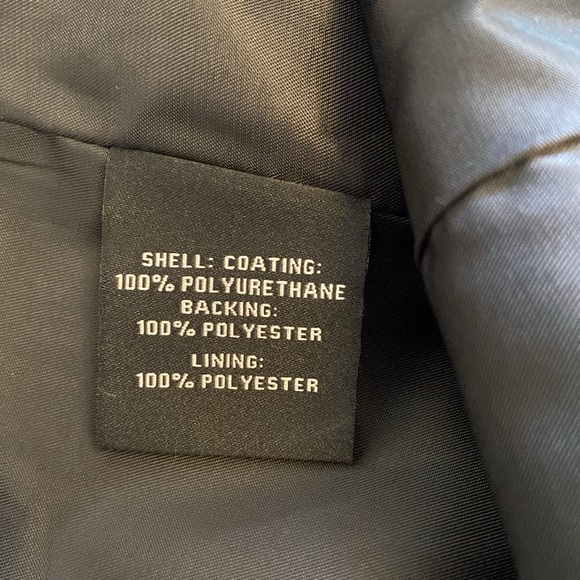 SHELL: COATING:
100% POLYURETHANE
BACKING:
100% POLYESTER
LINING:
100% POLYESTER